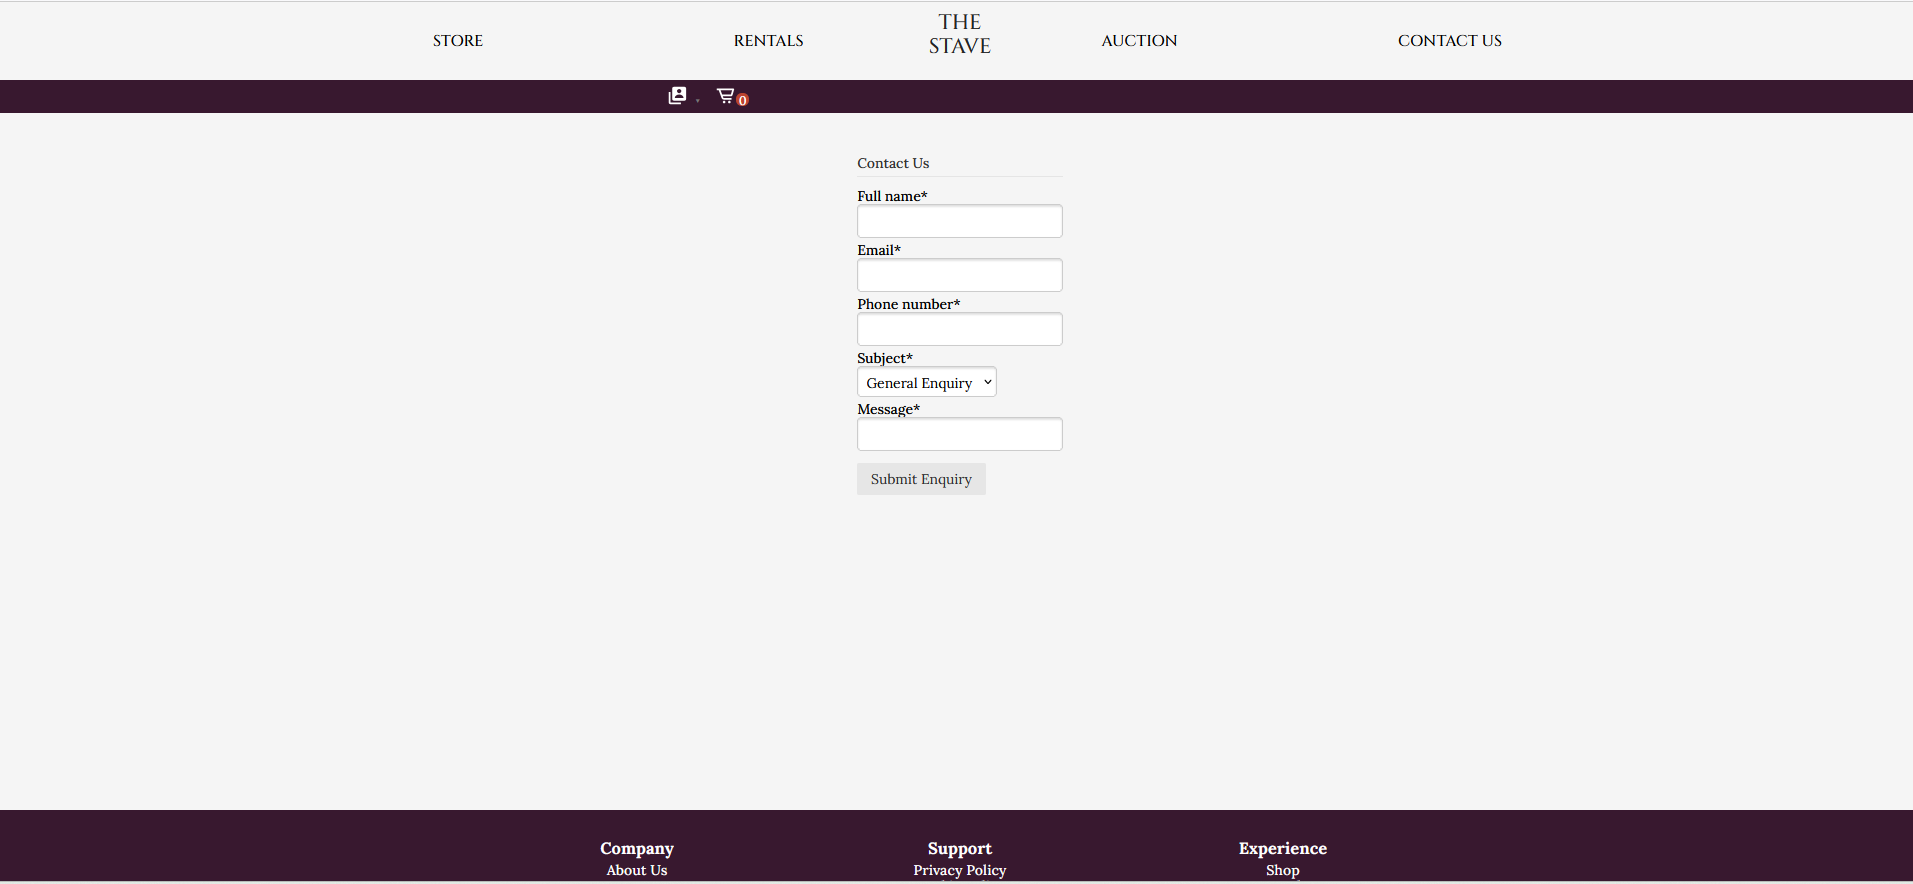 STORE
RENTALS
THE
STAVE
AUCTION
CONTACT US
0
Contact Us
Full name*
Email*
Phone number*
Subject*
General Enquiry
Message*
Submit Enquiry
Company
Support
Experience
About Us
Privacy Policy
Shop